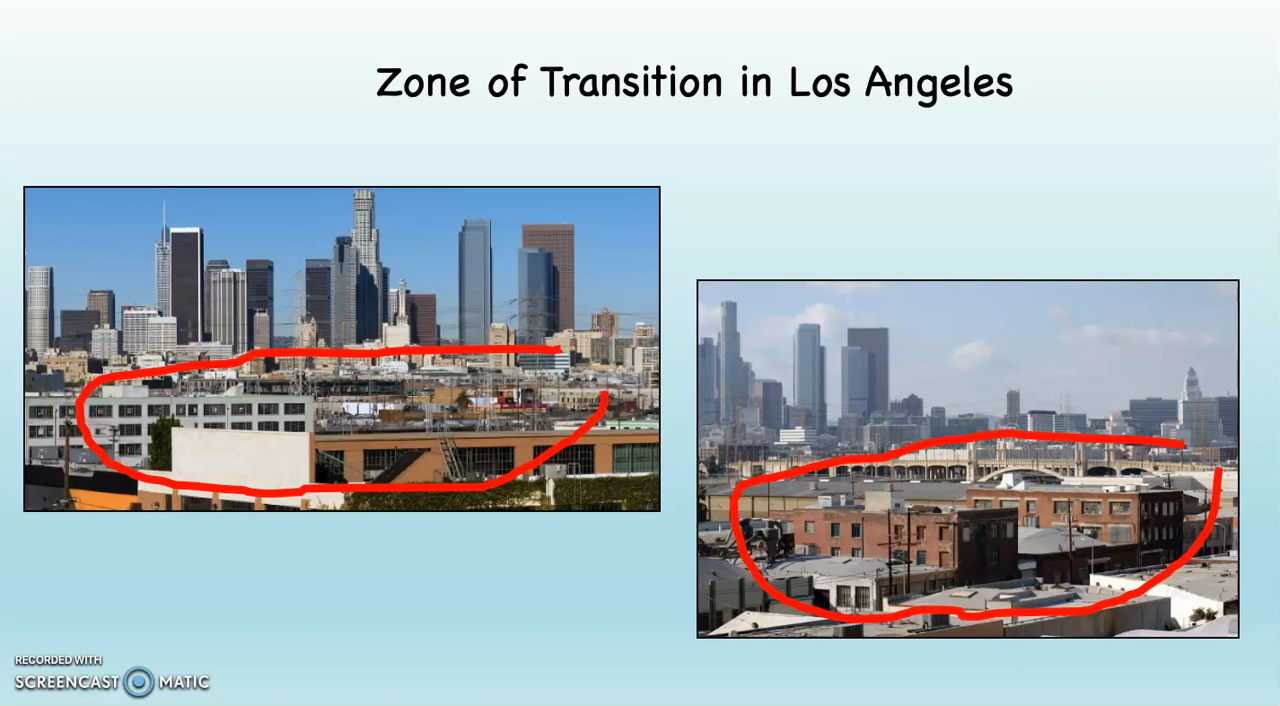 Zone of Transition in Los Angeles
RECORDED WITH
SCREENCAST MATIC